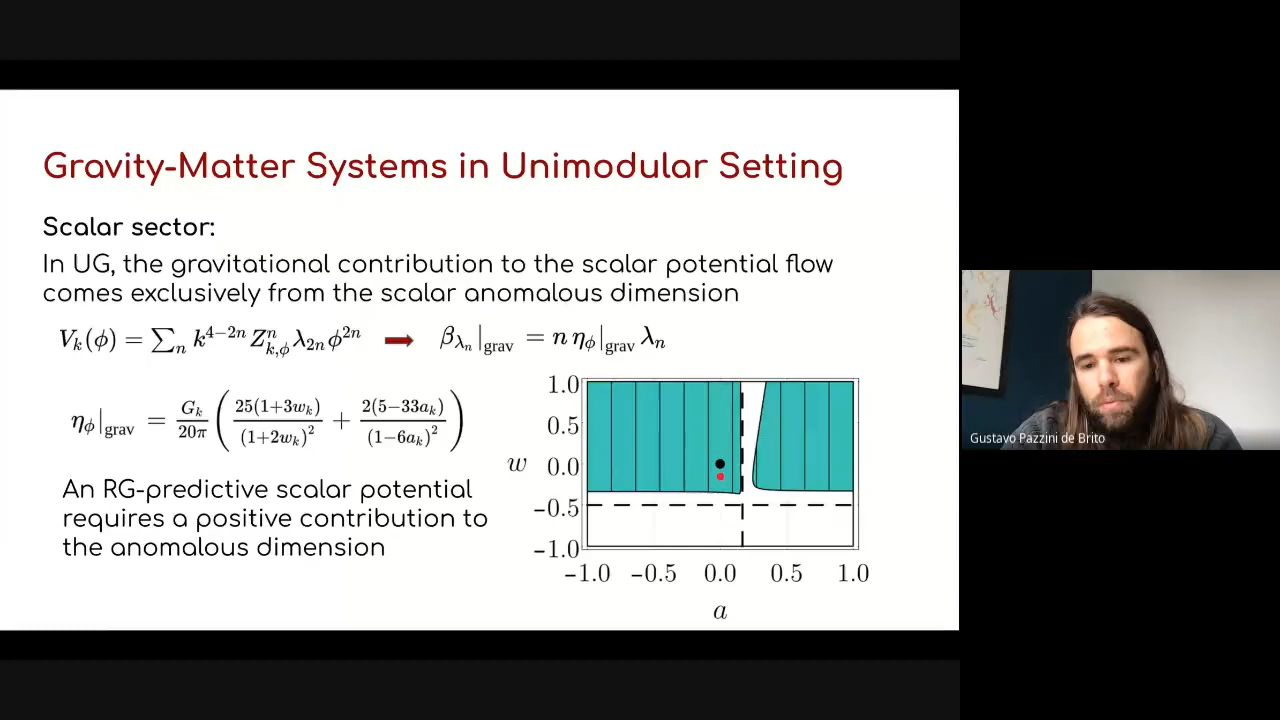 Gravity-Matter Systems in Unimodular Setting
Scalar sector:
In UG, the gravitational contribution to the scalar potential flow
comes exclusively from the scalar anomalous dimension
V_k(ϕ) = ∑_n k^{4−2n} Z^n_{k,ϕ} λ_{2n} ϕ^{2n} ➡ β_{λ_n}|_grav = n η_ϕ|_grav λ_n
η_ϕ|_grav = G_k/20π ( 25(1+3w_k)/(1+2w_k)^2 + 2(5−33a_k)/(1−6a_k)^2 )
An RG-predictive scalar potential
requires a positive contribution to
the anomalous dimension
1.0
0.5
w 0.0
−0.5
−1.0
−1.0 −0.5 0.0 0.5 1.0
a
Gustavo Pazzini de Brito